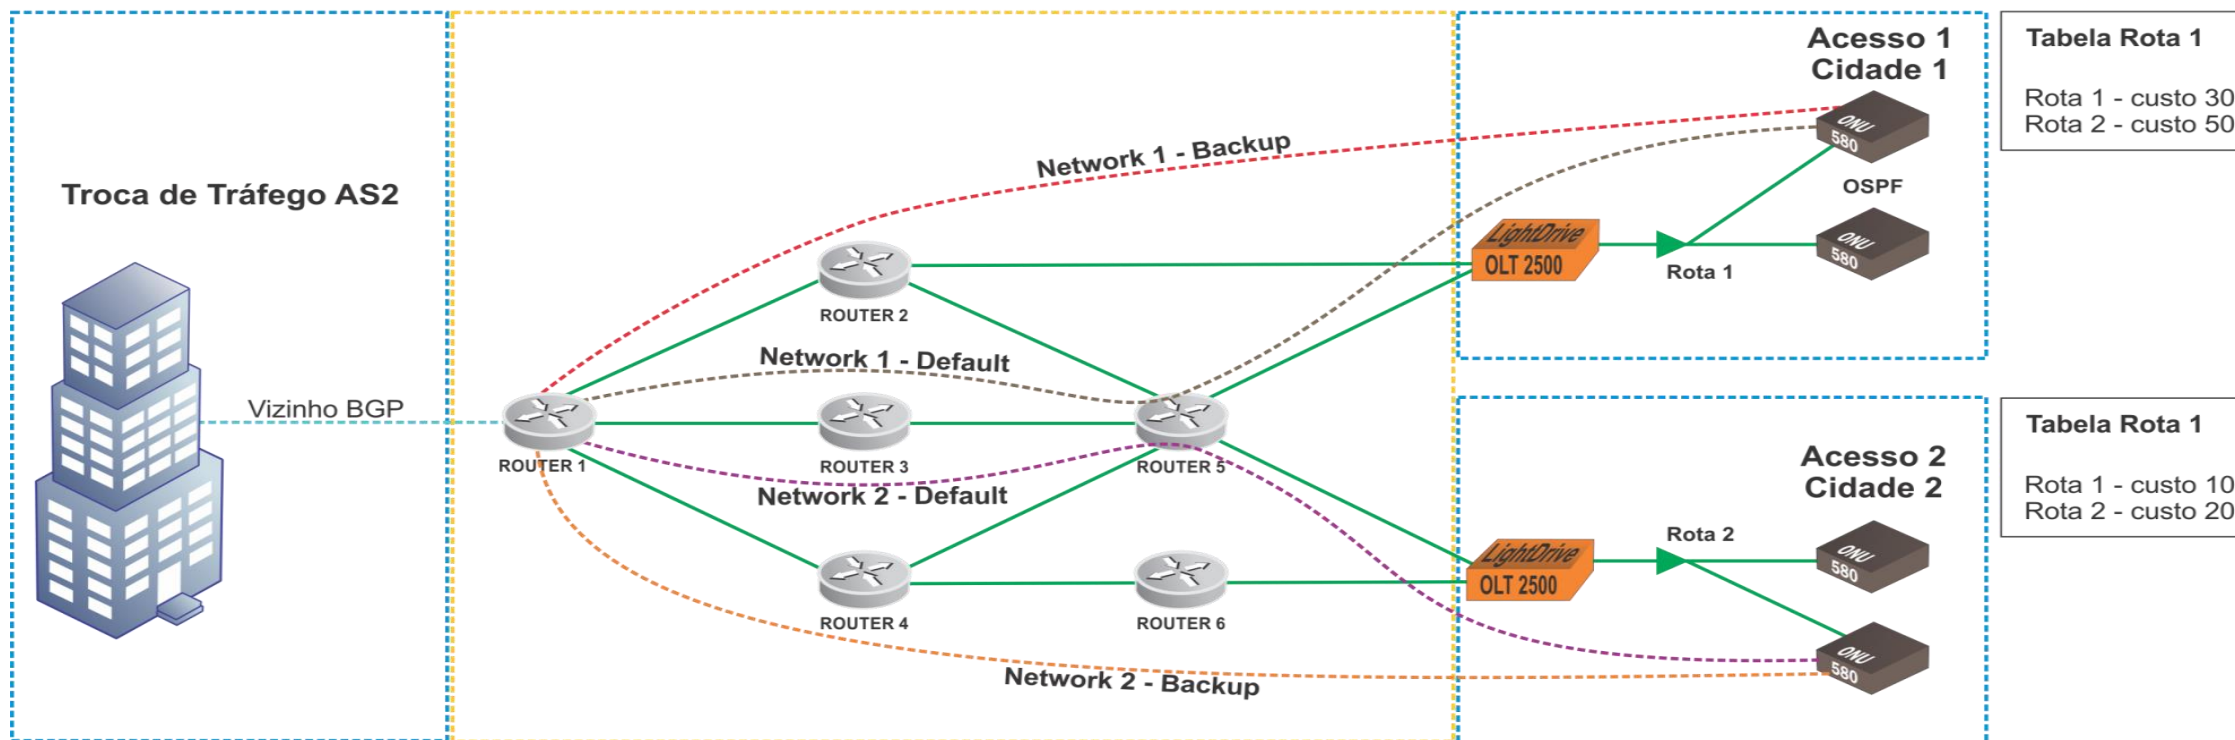 Troca de Tráfego AS2
Vizinho BGP
Network 1 - Backup
ROUTER 2
Network 1 - Default
ROUTER 1
ROUTER 3
ROUTER 5
Network 2 - Default
ROUTER 4
ROUTER 6
Network 2 - Backup
Acesso 1
Cidade 1
ONU
580
OSPF
LightDrive
OLT 2500
Rota 1
ONU
580
Tabela Rota 1
Rota 1 - custo 30
Rota 2 - custo 50
Acesso 2
Cidade 2
Rota 2
LightDrive
OLT 2500
ONU
580
ONU
580
Tabela Rota 1
Rota 1 - custo 10
Rota 2 - custo 20